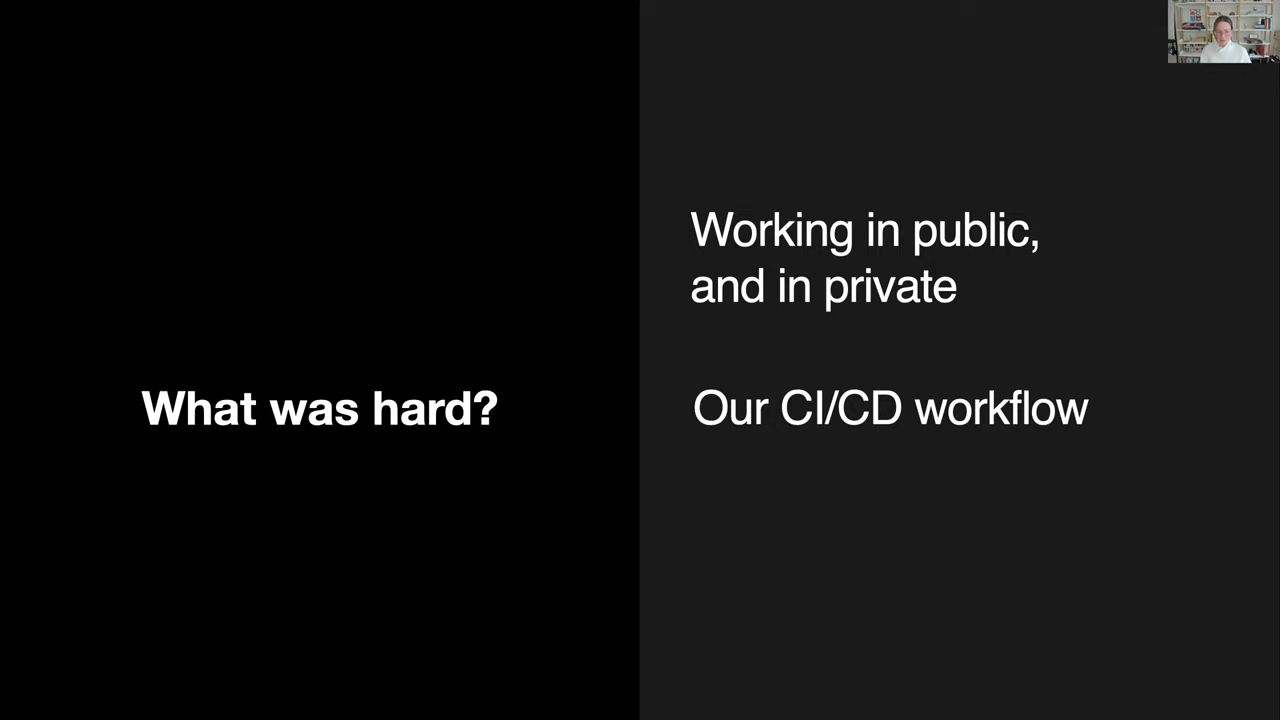 What was hard?
Working in public,
and in private
Our CI/CD workflow